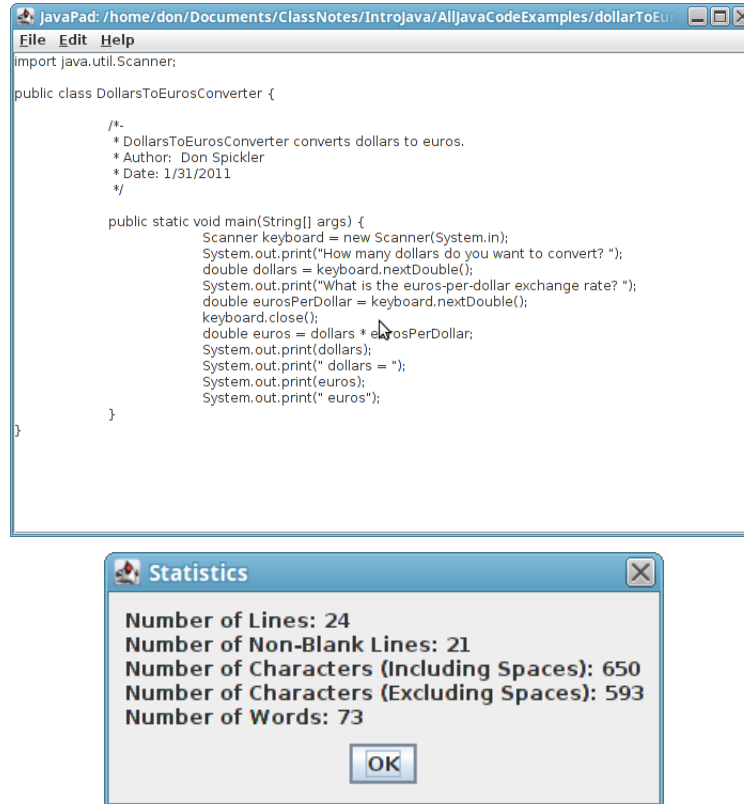 JavaPad: /home/don/Documents/ClassNotes/IntroJava/AllJavaCodeExamples/dollarToEur
File Edit Help
import java.util.Scanner;
public class DollarsToEurosConverter {
/*-
* DollarsToEurosConverter converts dollars to euros.
* Author: Don Spickler
* Date: 1/31/2011
*/
public static void main(String[] args) {
Scanner keyboard = new Scanner(System.in);
System.out.print("How many dollars do you want to convert? ");
double dollars = keyboard.nextDouble();
System.out.print("What is the euros-per-dollar exchange rate? ");
double eurosPerDollar = keyboard.nextDouble();
keyboard.close();
double euros = dollars * eurosPerDollar;
System.out.print(dollars);
System.out.print(" dollars = ");
System.out.print(euros);
System.out.print(" euros");
}
}
Statistics
Number of Lines: 24
Number of Non-Blank Lines: 21
Number of Characters (Including Spaces): 650
Number of Characters (Excluding Spaces): 593
Number of Words: 73
OK